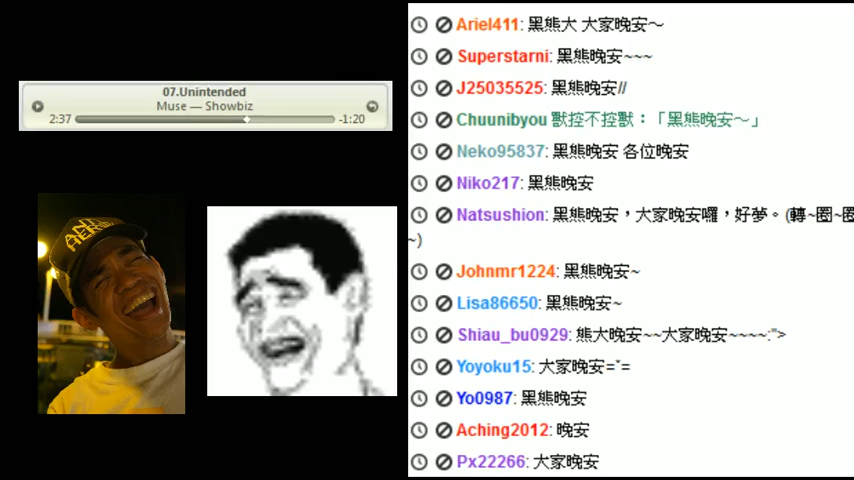 07.Unintended
Muse — Showbiz
2:37
-1:20
ANTI
HERO
Ariel411: 黑熊大 大家晚安～
Superstarni: 黑熊晚安~~~
J25035525: 黑熊晚安//
Chuunibyou 獸控不控獸：「黑熊晚安～」
Neko95837: 黑熊晚安 各位晚安
Niko217: 黑熊晚安
Natsushion: 黑熊晚安，大家晚安囉，好夢。(轉~圈~圈
~)
Johnmr1224: 黑熊晚安~
Lisa86650: 黑熊晚安~
Shiau_bu0929: 熊大晚安~~大家晚安~~~~:">
Yoyoku15: 大家晚安="=
Yo0987: 黑熊晚安
Aching2012: 晚安
Px22266: 大家晚安